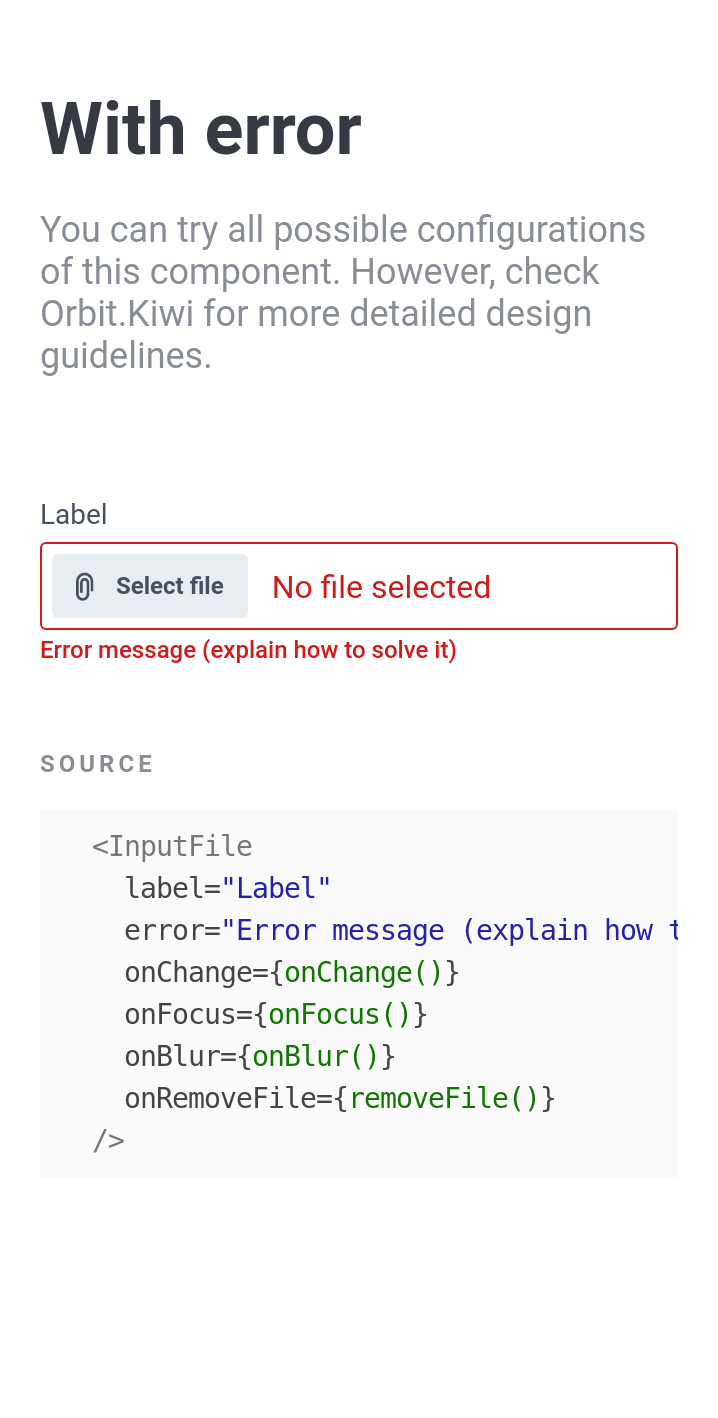 With error
You can try all possible configurations
of this component. However, check
Orbit.Kiwi for more detailed design
guidelines.
Label
Select file
No file selected
Error message (explain how to solve it)
SOURCE
<InputFile
label="Label"
error="Error message (explain how t
onChange={onChange()}
onFocus={onFocus()}
onBlur={onBlur()}
onRemoveFile={removeFile()}
/>